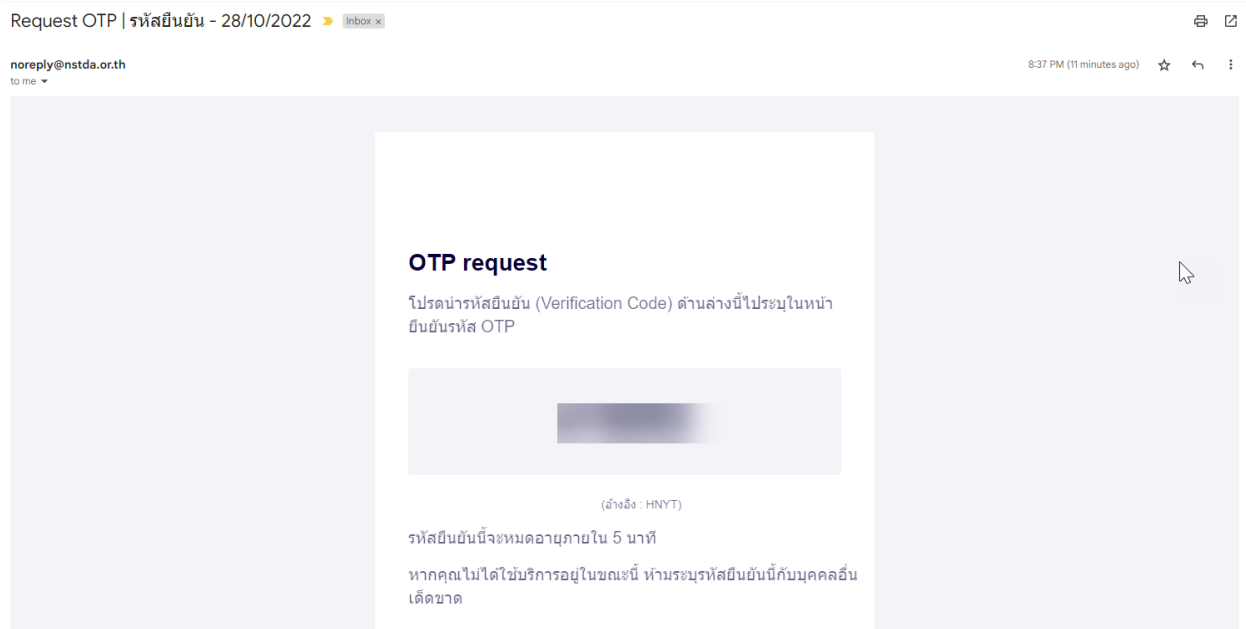 Request OTP | รหัสยืนยัน - 28/10/2022 Inbox x
noreply@nstda.or.th
8:37 PM (11 minutes ago)
to me
OTP request
โปรดนำรหัสยืนยัน (Verification Code) ด้านล่างนี้ไประบุในหน้า
ยืนยันรหัส OTP
(อ้างอิง : HNYT)
รหัสยืนยันนี้จะหมดอายุภายใน 5 นาที
หากคุณไม่ได้ใช้บริการอยู่ในขณะนี้ ห้ามระบุรหัสยืนยันนี้กับบุคคลอื่น
เด็ดขาด